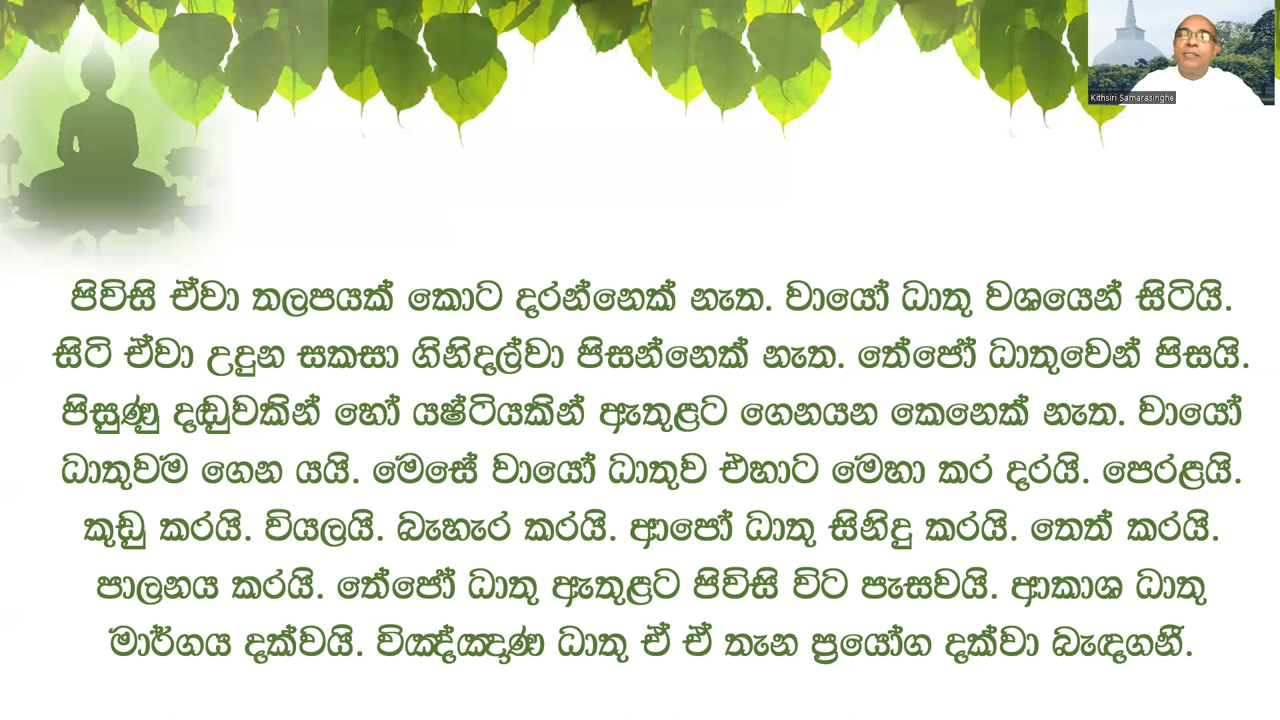 Kithsiri Samarasinghe
පිවිසි ඒවා තලපයක් කොට දරන්නෙක් නැත. වායෝ ධාතු වශයෙන් සිටියි.
සිටි ඒවා උදුන සකසා ගිනිදල්වා පිසන්නෙක් නැත. තේජෝ ධාතුවෙන් පිසයි.
පිසුණු දඬුවකින් හෝ යෂ්ටියකින් ඇතුළට ගෙනයන කෙනෙක් නැත. වායෝ
ධාතුවම ගෙන යයි. මෙසේ වායෝ ධාතුව එහාට මෙහා කර දරයි. පෙරළයි.
කුඩු කරයි. වියලයි. බැහැර කරයි. ආපෝ ධාතු සිනිදු කරයි. තෙත් කරයි.
පාලනය කරයි. තේජෝ ධාතු ඇතුළට පිවිසි විට පැසවයි. ආකාශ ධාතු
මාර්ගය දක්වයි. විඤ්ඤාණ ධාතු ඒ ඒ තැන ප්‍රයෝග දක්වා බැඳගනී.